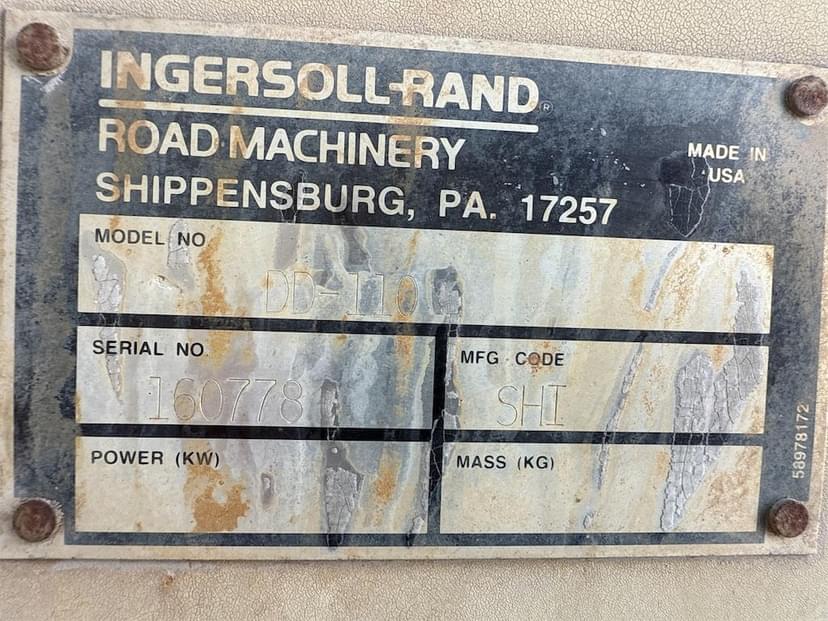 INGERSOLL-RAND®
ROAD MACHINERY
MADE IN
USA
SHIPPENSBURG, PA. 17257
MODEL NO
DD-110
SERIAL NO.
160778
MFG CODE
SHI
POWER (KW)
MASS (KG)
58978172